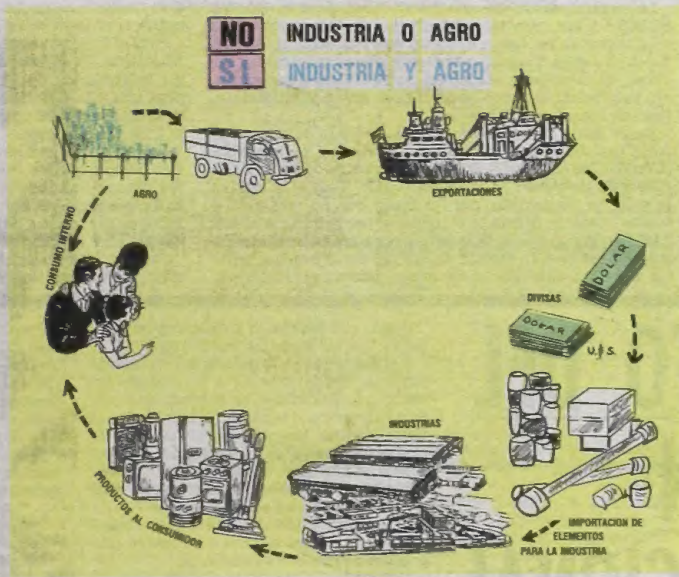 NO INDUSTRIA O AGRO
SI INDUSTRIA Y AGRO
AGRO
EXPORTACIONES
CONSUMO INTERNO
DOLAR
DIVISAS
DOLAR
U.$S.
INDUSTRIAS
PRODUCTOS AL CONSUMIDOR
IMPORTACION DE
ELEMENTOS
PARA LA INDUSTRIA